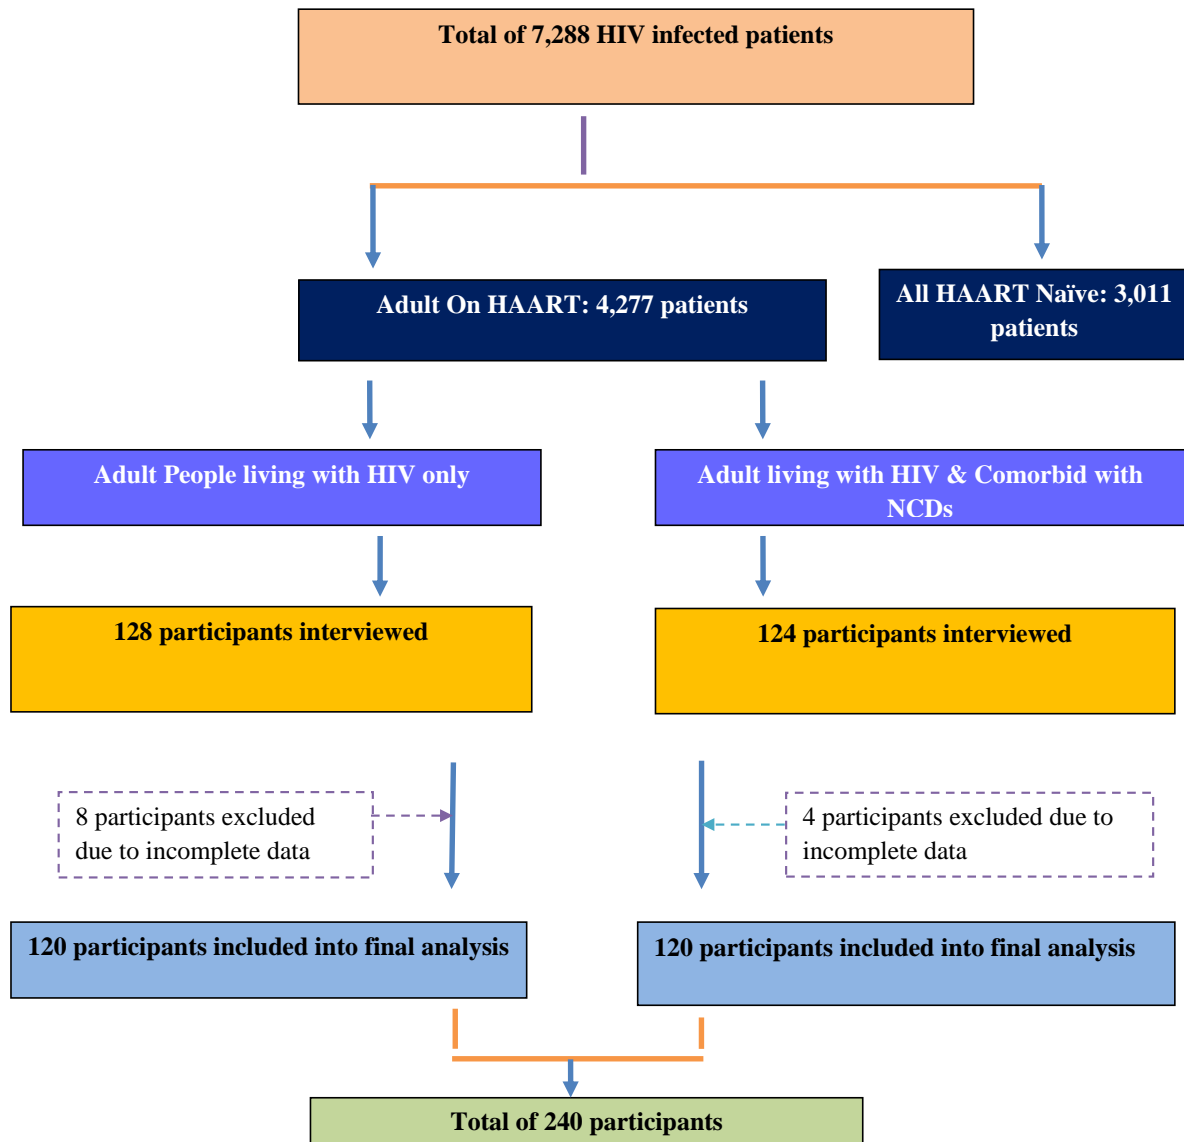 Total of 7,288 HIV infected patients
Adult On HAART: 4,277 patients
All HAART Naïve: 3,011
patients
Adult People living with HIV only
Adult living with HIV & Comorbid with
NCDs
128 participants interviewed
124 participants interviewed
8 participants excluded
due to incomplete data
4 participants excluded due to
incomplete data
120 participants included into final analysis
120 participants included into final analysis
Total of 240 participants